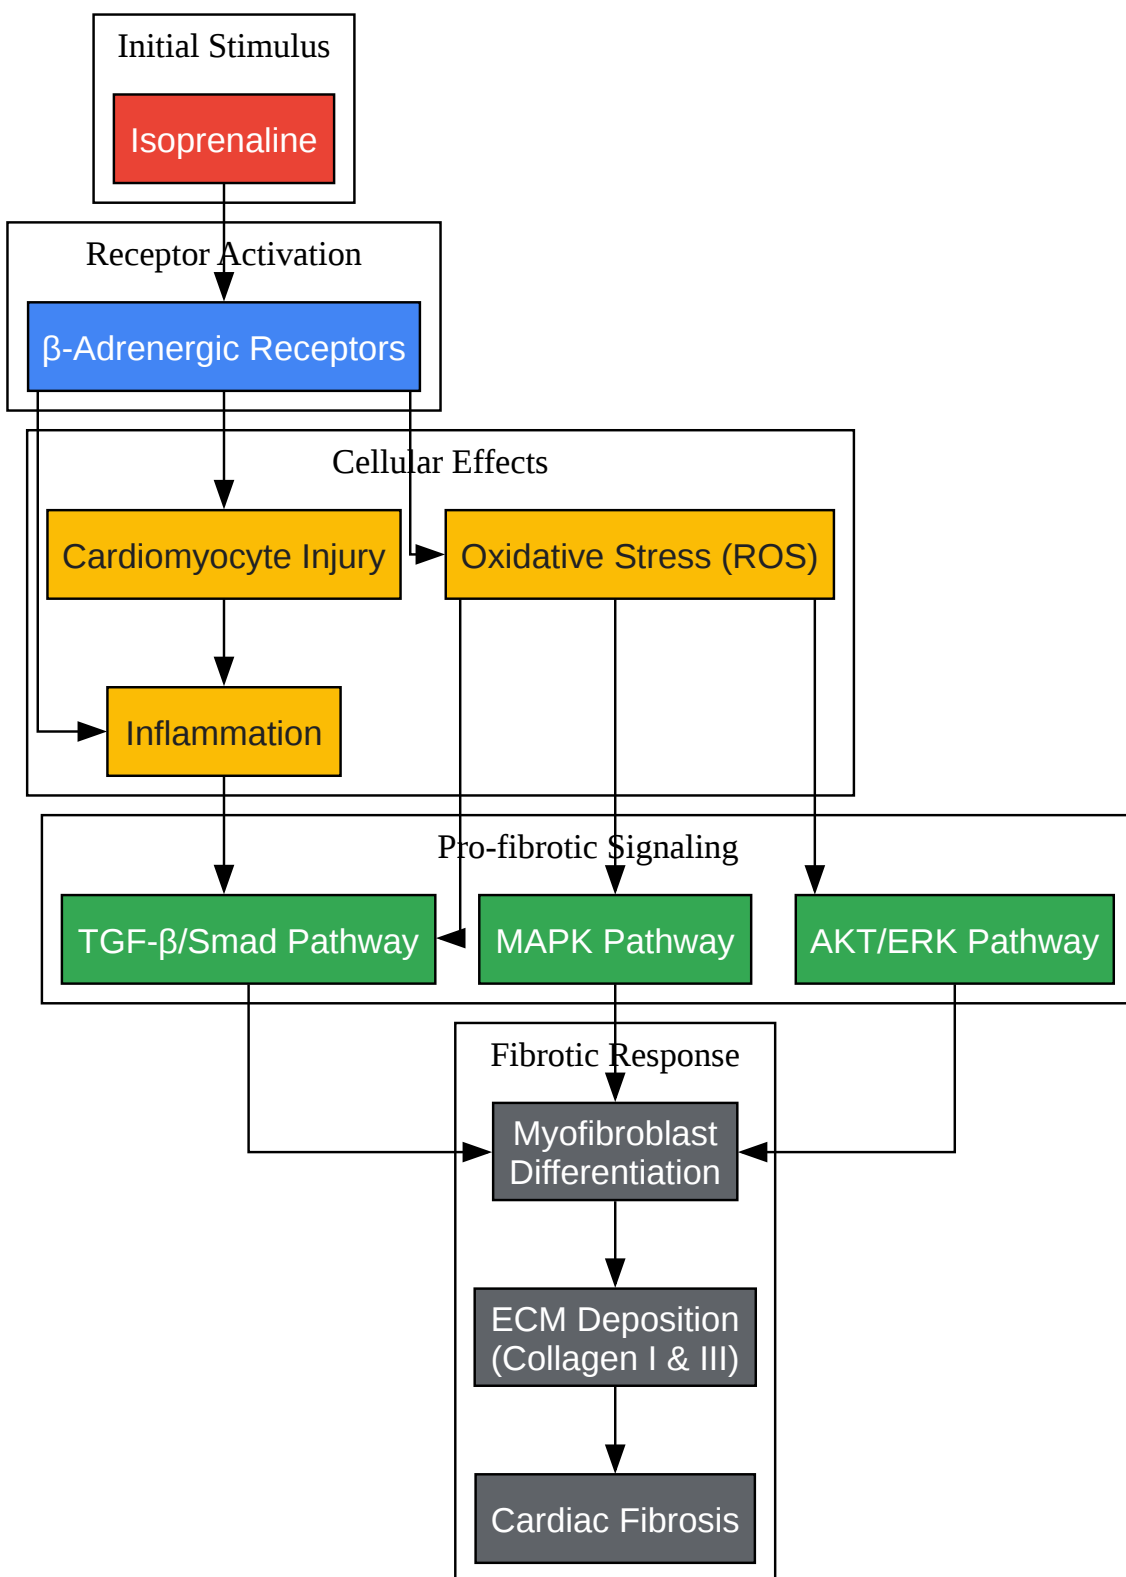 Initial Stimulus
Isoprenaline
Receptor Activation
β-Adrenergic Receptors
Cellular Effects
Cardiomyocyte Injury
Oxidative Stress (ROS)
Inflammation
Pro-fibrotic Signaling
TGF-β/Smad Pathway
MAPK Pathway
AKT/ERK Pathway
Fibrotic Response
Myofibroblast
Differentiation
ECM Deposition
(Collagen I & III)
Cardiac Fibrosis